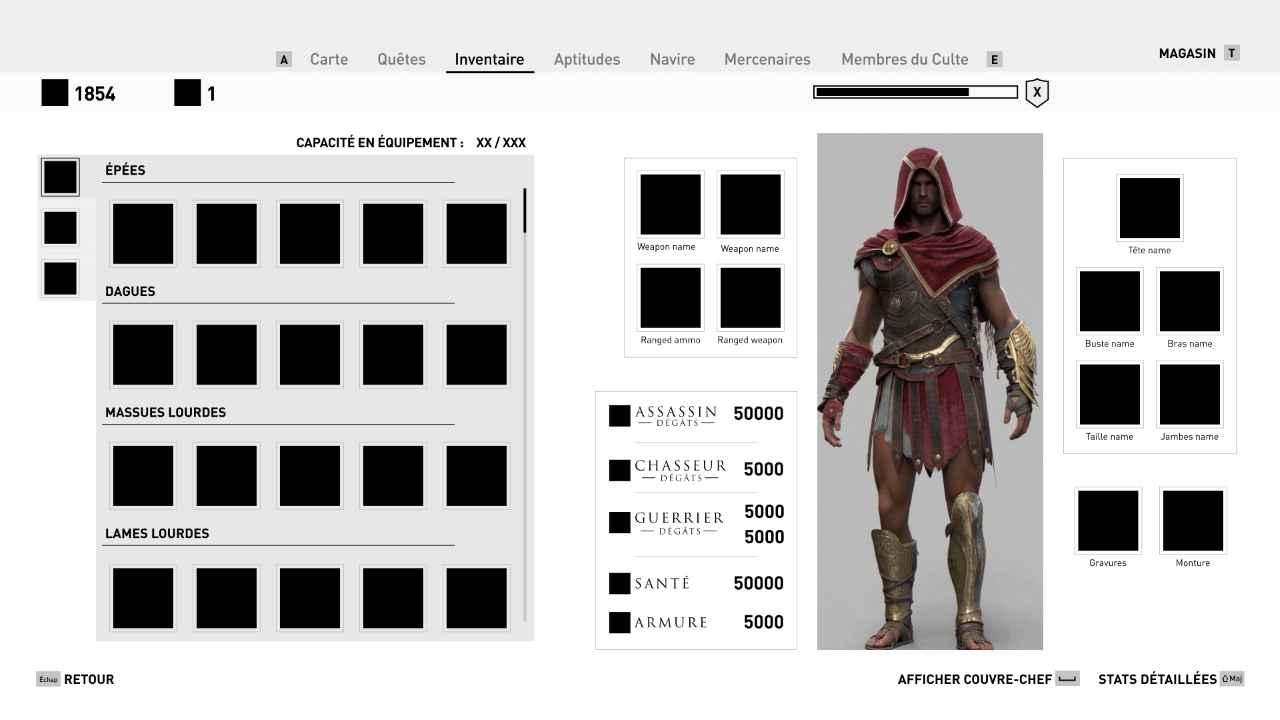 A Carte Quêtes Inventaire Aptitudes Navire Mercenaires Membres du Culte E
MAGASIN T
1854 1
X
CAPACITÉ EN ÉQUIPEMENT : XX / XXX
ÉPÉES
DAGUES
MASSUES LOURDES
LAMES LOURDES
Weapon name Weapon name
Ranged ammo Ranged weapon
ASSASSIN 50000
DÉGÂTS
CHASSEUR 5000
DÉGÂTS
GUERRIER 5000
DÉGÂTS 5000
SANTÉ 50000
ARMURE 5000
Tête name
Buste name Bras name
Taille name Jambes name
Gravures Monture
Échap RETOUR
AFFICHER COUVRE-CHEF STATS DÉTAILLÉES ⇧Maj